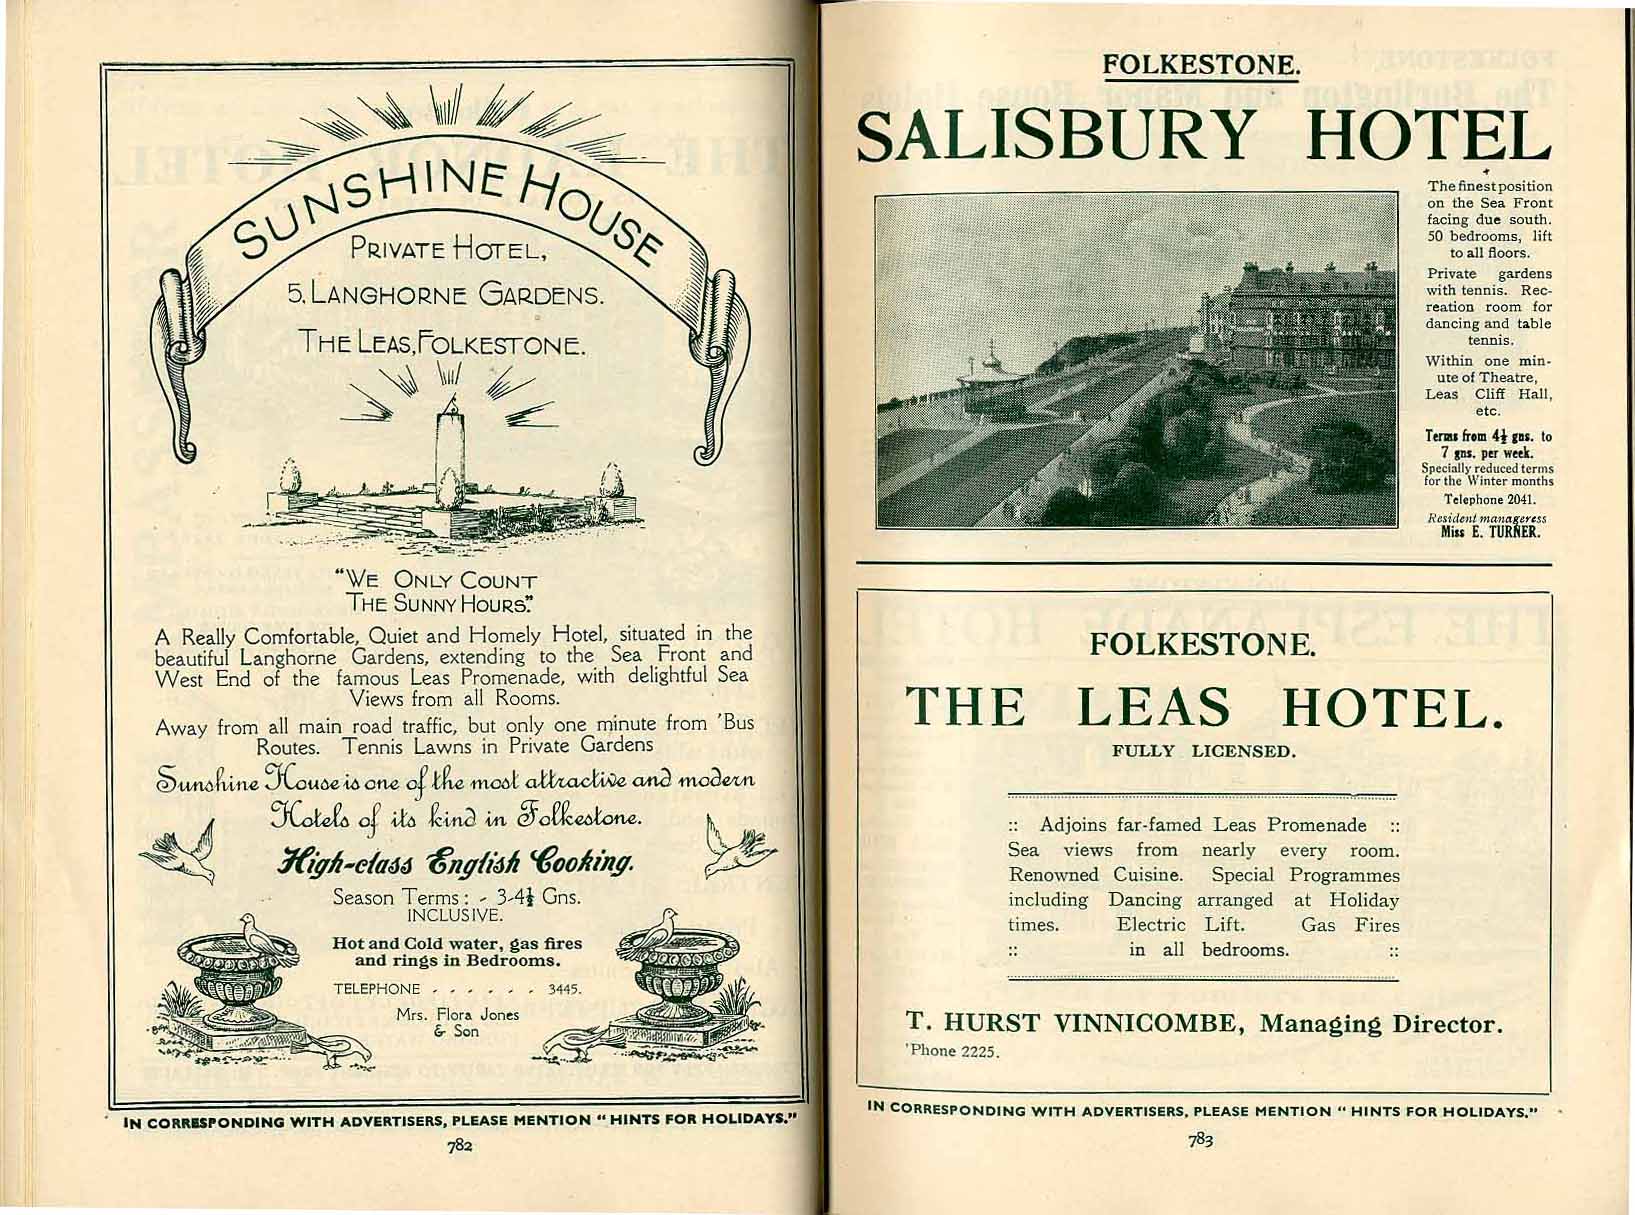 SUNSHINE HOUSE
PRIVATE HOTEL,
5, LANGHORNE GARDENS.
THE LEAS, FOLKESTONE.
"WE ONLY COUNT
THE SUNNY HOURS."
A Really Comfortable, Quiet and Homely Hotel, situated in the
beautiful Langhorne Gardens, extending to the Sea Front and
West End of the famous Leas Promenade, with delightful Sea
Views from all Rooms.
Away from all main road traffic, but only one minute from 'Bus
Routes. Tennis Lawns in Private Gardens
Sunshine House is one of the most attractive and modern
Hotels of its kind in Folkestone.
High-class English Cooking.
Season Terms: - 3-4½ Gns.
INCLUSIVE.
Hot and Cold water, gas fires
and rings in Bedrooms.
TELEPHONE - - - - - - 3445.
Mrs. Flora Jones
& Son
IN CORRESPONDING WITH ADVERTISERS, PLEASE MENTION "HINTS FOR HOLIDAYS."
782
FOLKESTONE.
SALISBURY HOTEL
The finest position
on the Sea Front
facing due south.
50 bedrooms, lift
to all floors.
Private gardens
with tennis. Rec-
reation room for
dancing and table
tennis.
Within one min-
ute of Theatre,
Leas Cliff Hall,
etc.
Terms from 4½ gns. to
7 gns. per week.
Specially reduced terms
for the Winter months
Telephone 2041.
Resident manageress
Miss E. TURNER.
FOLKESTONE.
THE LEAS HOTEL.
FULLY LICENSED.
:: Adjoins far-famed Leas Promenade ::
Sea views from nearly every room.
Renowned Cuisine. Special Programmes
including Dancing arranged at Holiday
times. Electric Lift. Gas Fires
:: in all bedrooms. ::
T. HURST VINNICOMBE, Managing Director.
'Phone 2225.
IN CORRESPONDING WITH ADVERTISERS, PLEASE MENTION "HINTS FOR HOLIDAYS."
783